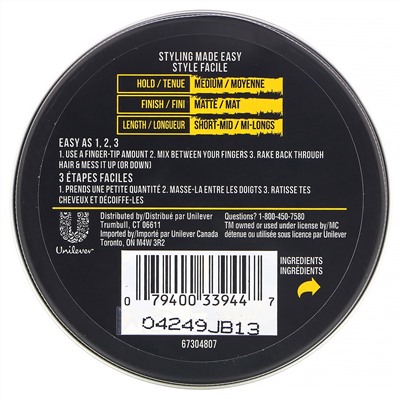 STYLING MADE EASY
STYLE FACILE
HOLD / TENUE MEDIUM / MOYENNE
FINISH / FINI MATTE / MAT
LENGTH / LONGUEUR SHORT-MID / MI-LONGS
EASY AS 1, 2, 3
1. USE A FINGER-TIP AMOUNT 2. MIX BETWEEN YOUR FINGERS 3. RAKE BACK THROUGH
HAIR & MESS IT UP (OR DOWN)
3 ÉTAPES FACILES
1. PRENDS UNE PETITE QUANTITÉ 2. MASSE-LA ENTRE LES DOIGTS 3. RATISSE TES
CHEVEUX ET DÉCOIFFE-LES
Unilever
Distributed by/Distribué par Unilever
Trumbull, CT 06611
Imported by/Importé par Unilever Canada
Toronto, ON M4W 3R2
Questions? 1-800-450-7580
TM owned or used under license by/MC
détenue ou utilisée sous licence par Unilever
INGREDIENTS
INGRÉDIENTS
0 79400 33944 7
04249JB13
67304807